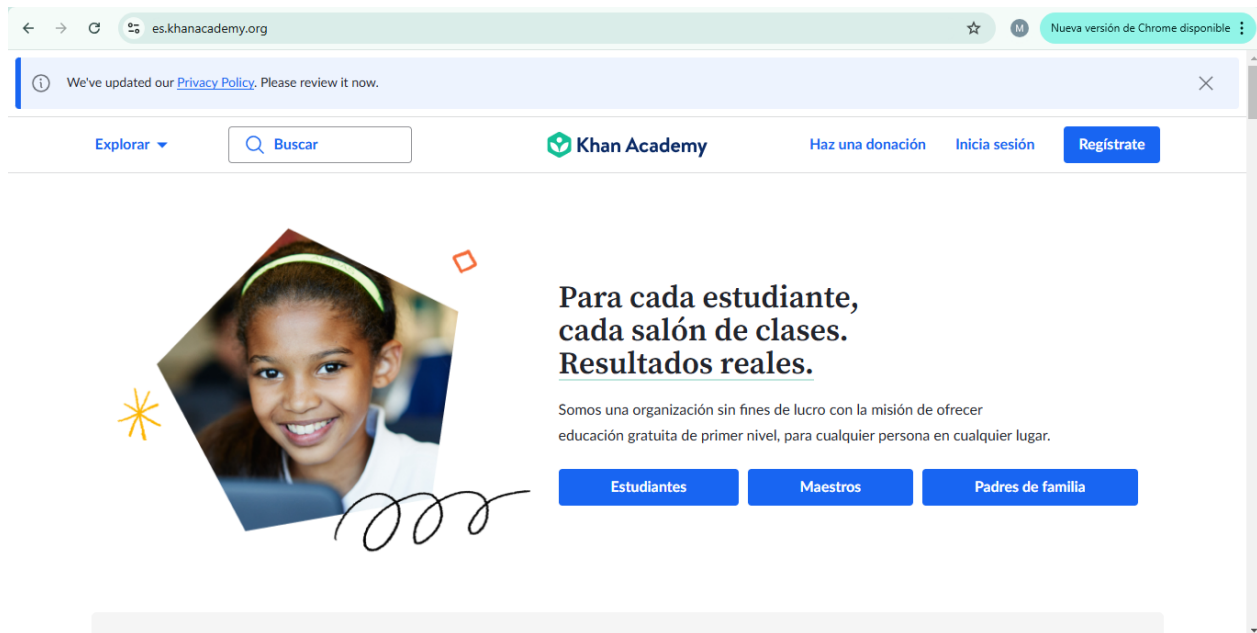 es.khanacademy.org
M
Nueva versión de Chrome disponible
We've updated our Privacy Policy. Please review it now.
Explorar
Buscar
Khan Academy
Haz una donación
Inicia sesión
Regístrate
Para cada estudiante,
cada salón de clases.
Resultados reales.
Somos una organización sin fines de lucro con la misión de ofrecer
educación gratuita de primer nivel, para cualquier persona en cualquier lugar.
Estudiantes
Maestros
Padres de familia